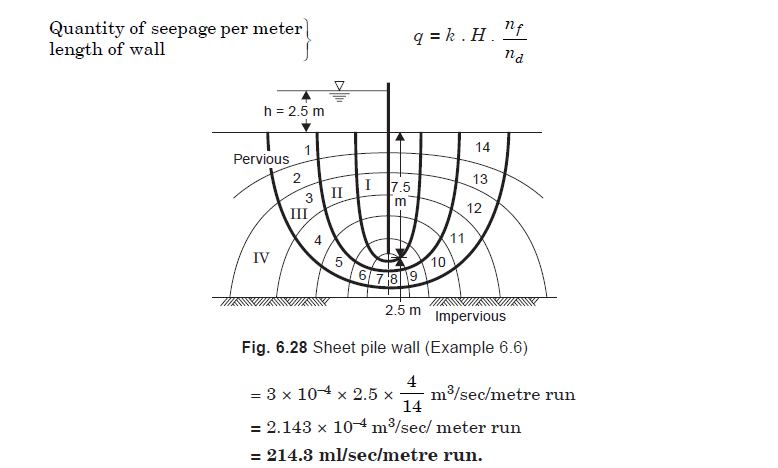 Quantity of seepage per meter
length of wall
q = k . H . n_f / n_d
h = 2.5 m
Pervious
1
2
3
4
5
6
7
8
9
10
11
12
13
14
I
II
III
IV
7.5
m
2.5 m
Impervious
Fig. 6.28 Sheet pile wall (Example 6.6)
= 3 × 10⁻⁴ × 2.5 × 4/14 m³/sec/metre run
= 2.143 × 10⁻⁴ m³/sec/ meter run
= 214.3 ml/sec/metre run.